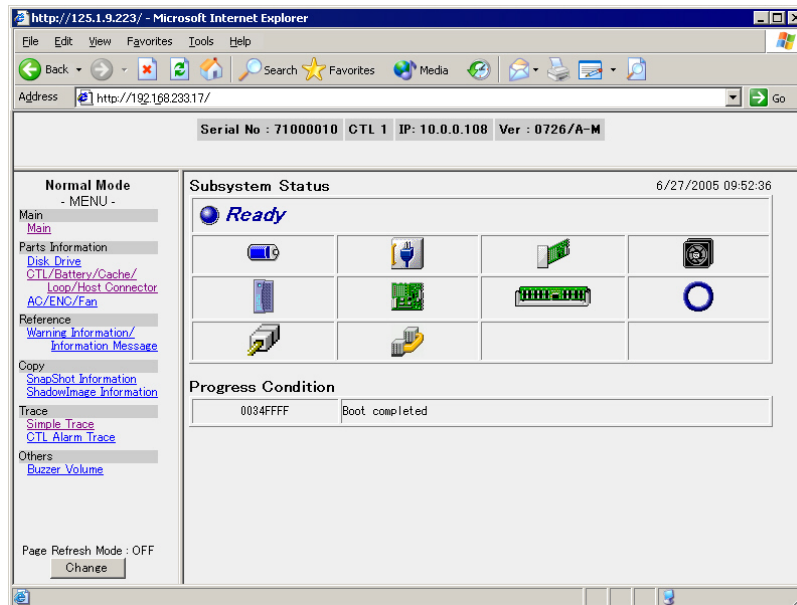 http://125.1.9.223/ - Microsoft Internet Explorer
File Edit View Favorites Tools Help
Back Search Favorites Media
Address http://192.168.233.17/ Go
Serial No : 71000010 CTL 1 IP: 10.0.0.108 Ver : 0726/A-M
Normal Mode
- MENU -
Main
Main
Parts Information
Disk Drive
CTL/Battery/Cache/
Loop/Host Connector
AC/ENC/Fan
Reference
Warning Information/
Information Message
Copy
SnapShot Information
ShadowImage Information
Trace
Simple Trace
CTL Alarm Trace
Others
Buzzer Volume
Page Refresh Mode : OFF
Change
Subsystem Status 6/27/2005 09:52:36
Ready
Progress Condition
0034FFFF Boot completed